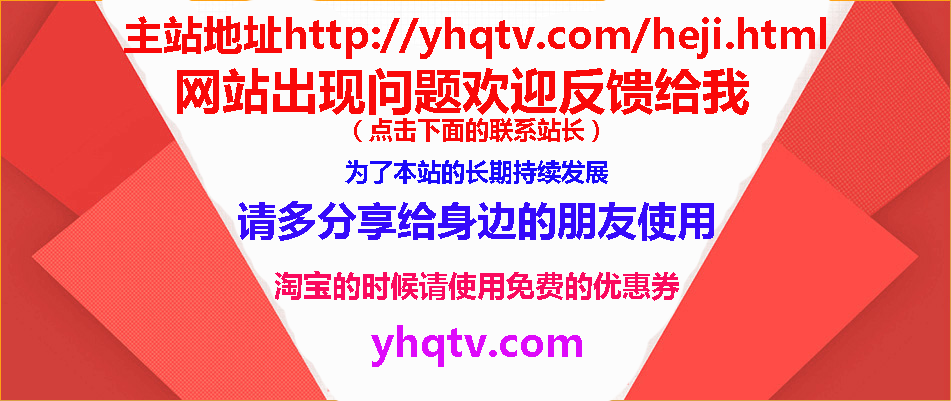 主站地址http://yhqtv.com/heji.html
网站出现问题欢迎反馈给我
（点击下面的联系站长）
为了本站的长期持续发展
请多分享给身边的朋友使用
淘宝的时候请使用免费的优惠券
yhqtv.com